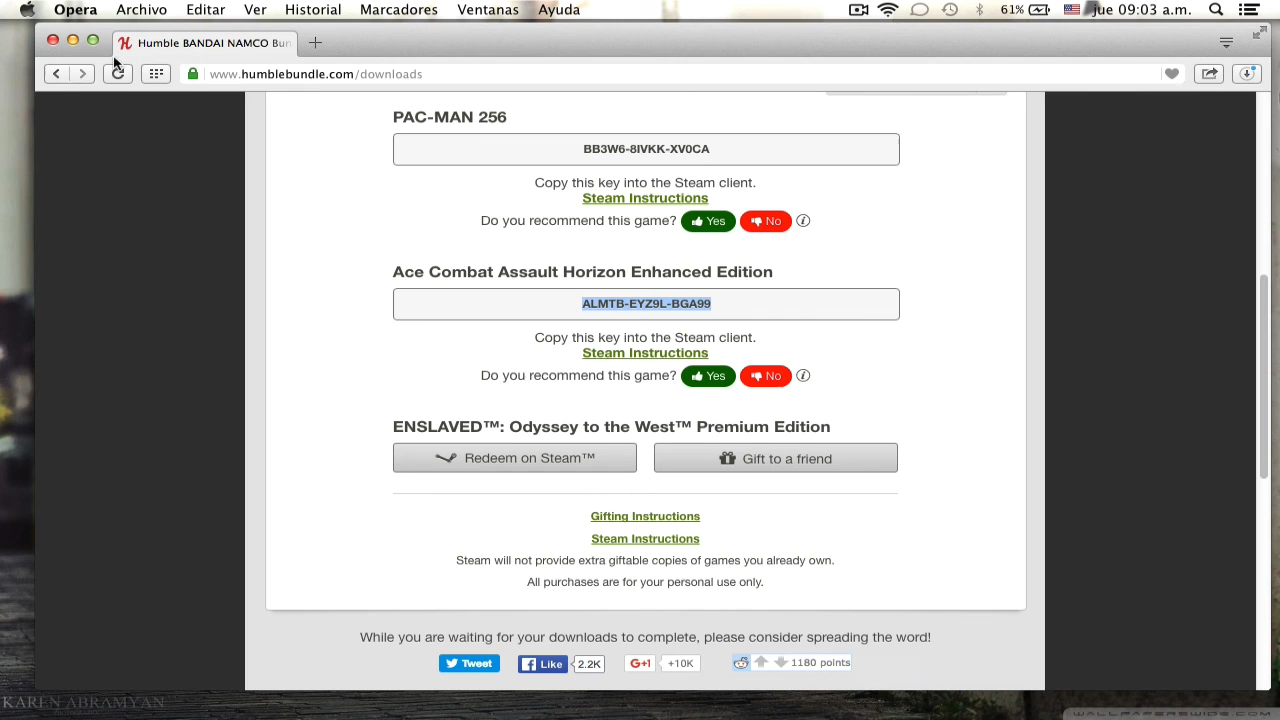 Opera Archivo Editar Ver Historial Marcadores Ventanas Ayuda 61% jue 09:03 a.m.
Humble BANDAI NAMCO Bun
www.humblebundle.com/downloads
PAC-MAN 256
BB3W6-8IVKK-XV0CA
Copy this key into the Steam client.
Steam Instructions
Do you recommend this game? Yes No i
Ace Combat Assault Horizon Enhanced Edition
ALMTB-EYZ9L-BGA99
Copy this key into the Steam client.
Steam Instructions
Do you recommend this game? Yes No i
ENSLAVED™: Odyssey to the West™ Premium Edition
Redeem on Steam™ Gift to a friend
Gifting Instructions
Steam Instructions
Steam will not provide extra giftable copies of games you already own.
All purchases are for your personal use only.
While you are waiting for your downloads to complete, please consider spreading the word!
Tweet Like 2.2K G+1 +10K 1180 points
KAREN ABRAMYAN
WALLPAPERSWIDE.COM